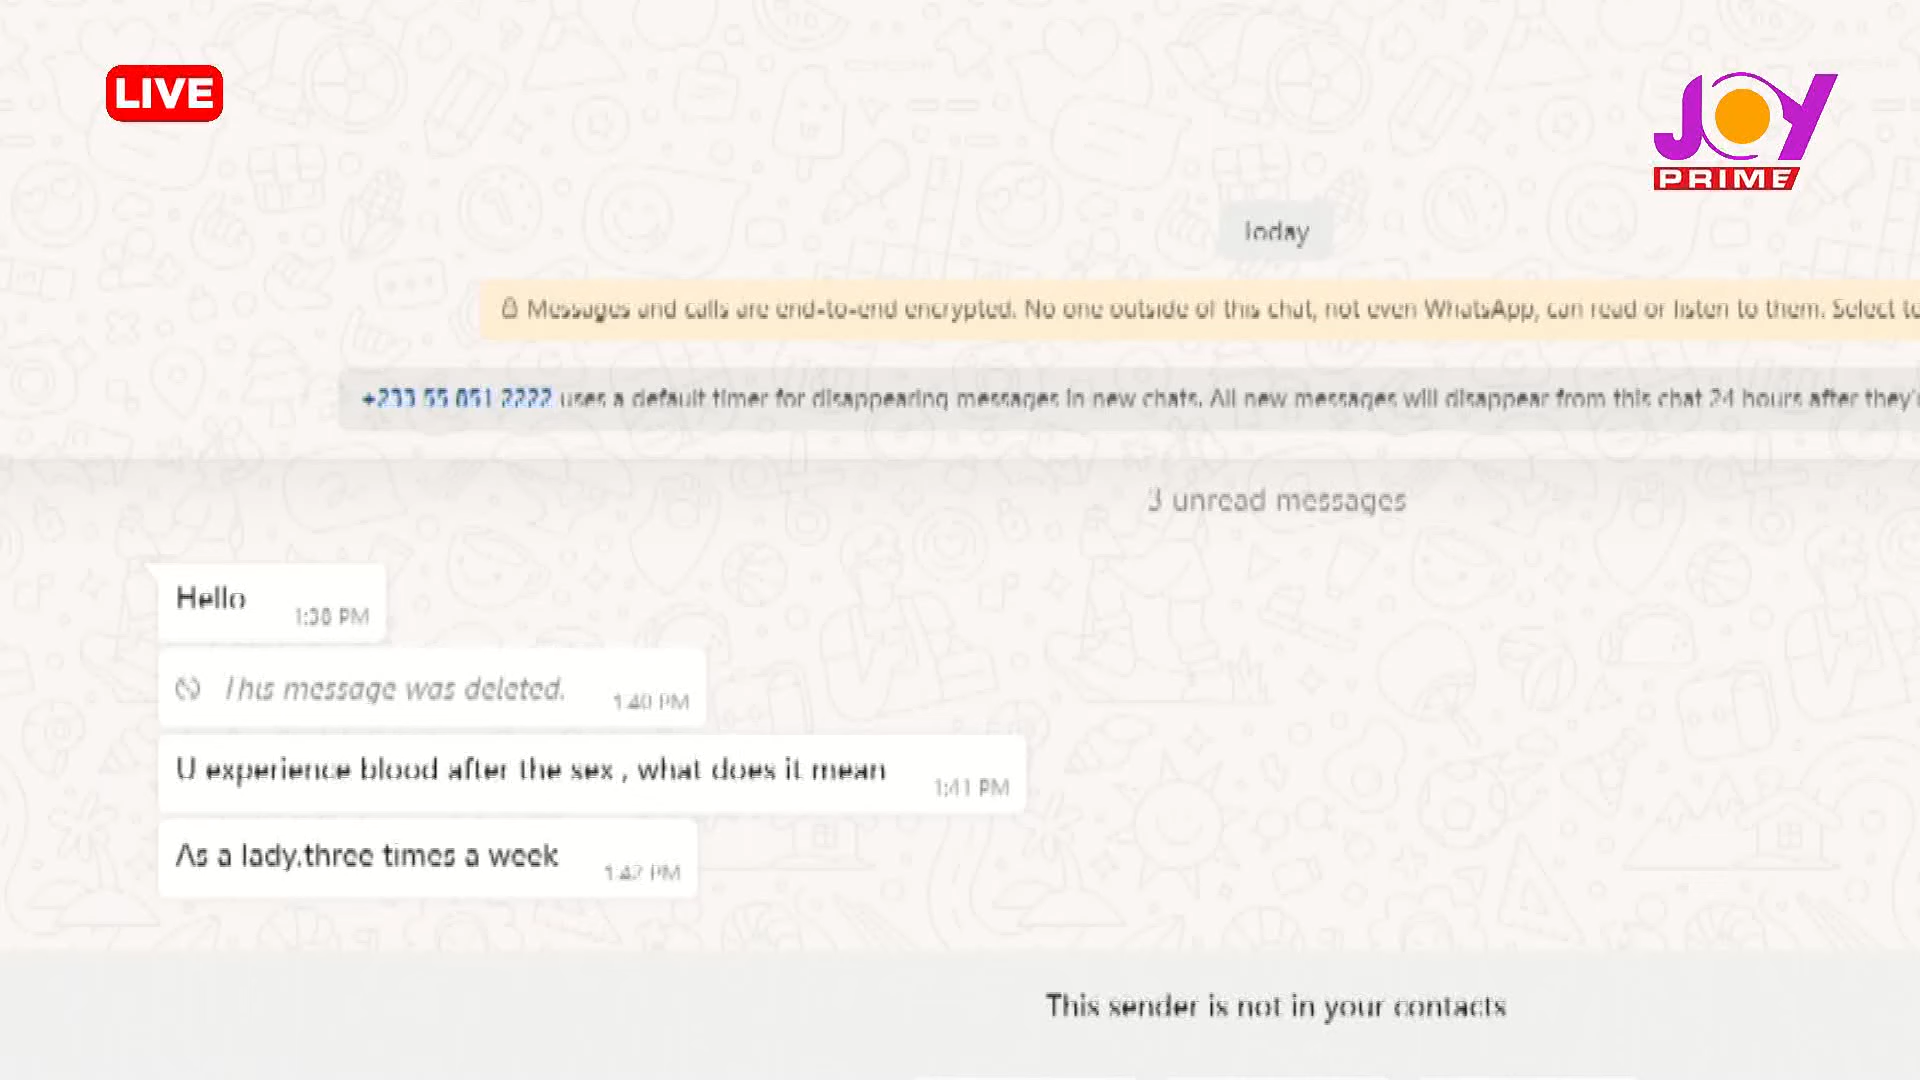 LIVE
JOY
PRIME
Today
Messages and calls are end-to-end encrypted. No one outside of this chat, not even WhatsApp, can read or listen to them. Select to
+233 55 851 2222 uses a default timer for disappearing messages in new chats. All new messages will disappear from this chat 24 hours after they'
3 unread messages
Hello
1:38 PM
This message was deleted.
1:40 PM
U experience blood after the sex , what does it mean
1:41 PM
As a lady.three times a week
1:42 PM
This sender is not in your contacts